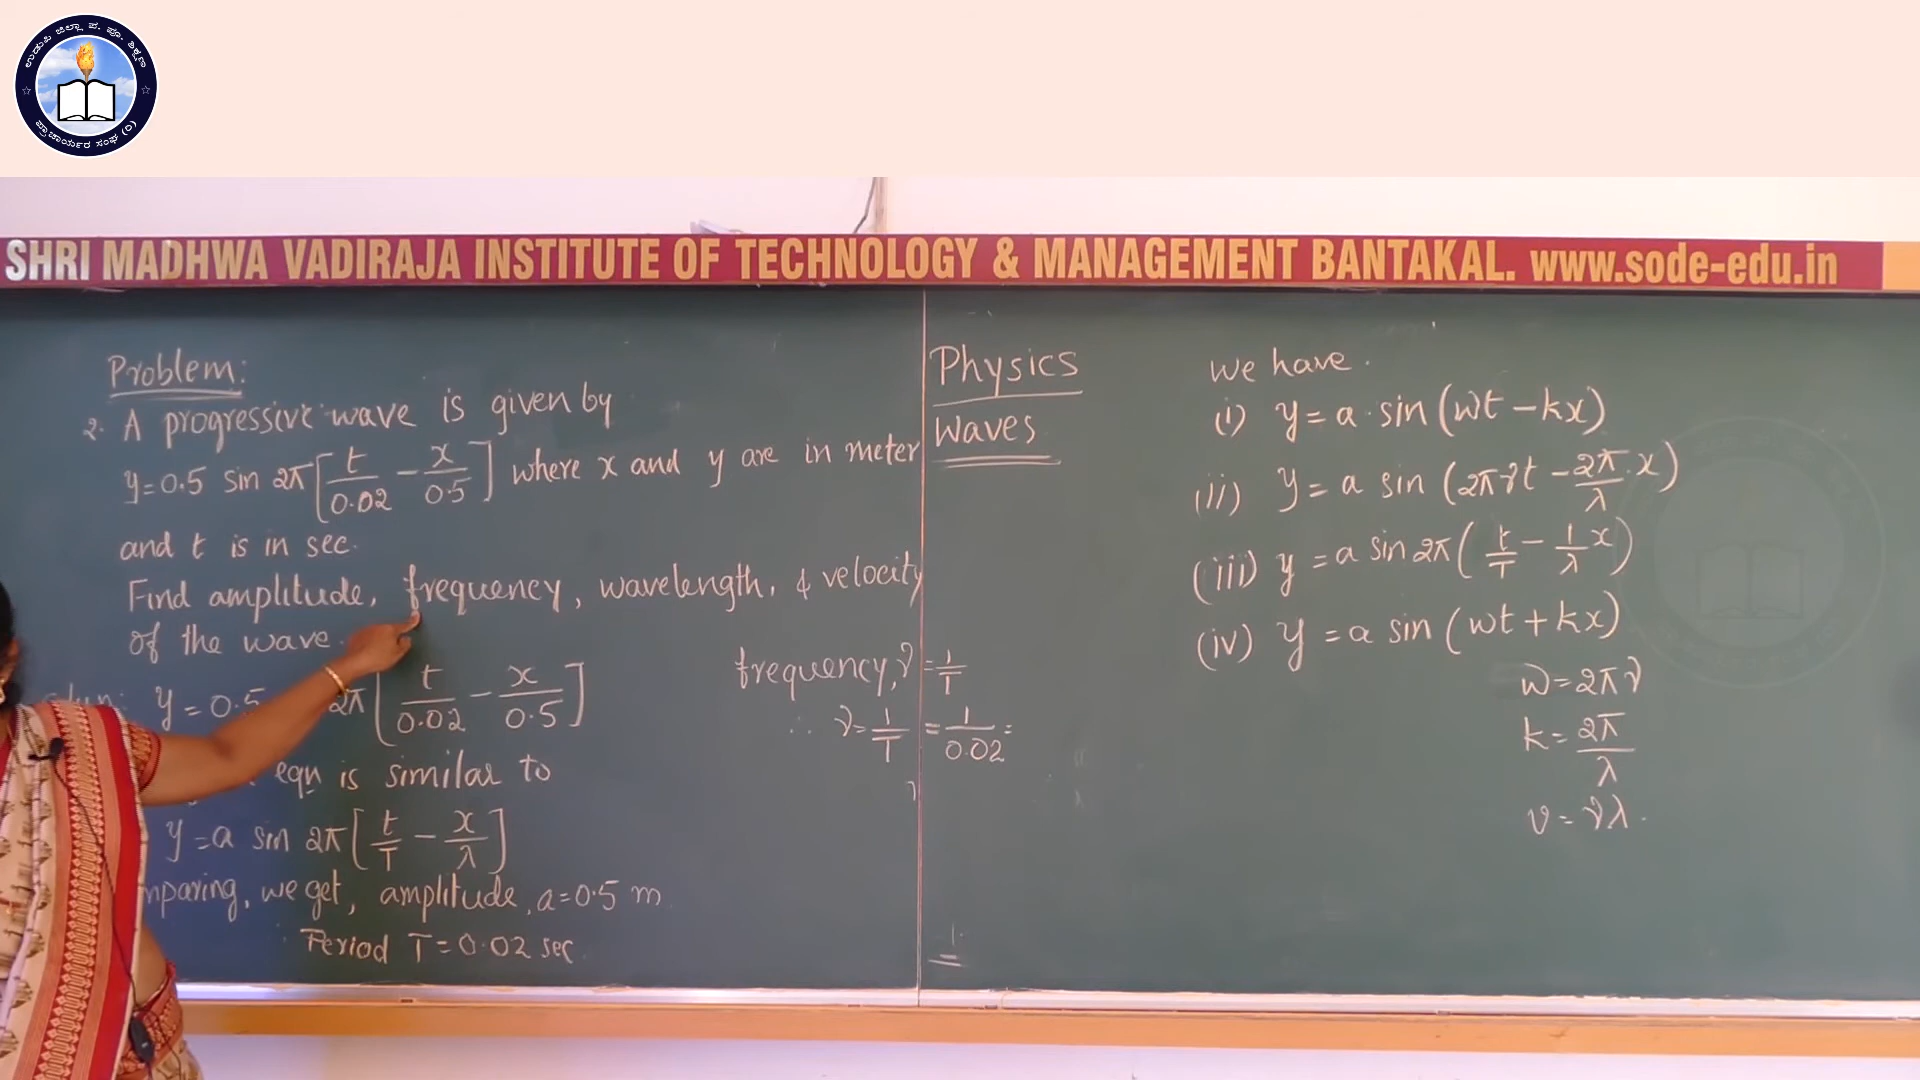 ಉಡುಪಿ ಜಿಲ್ಲಾ ಪ. ಪೂ. ಶಿಕ್ಷಣ
ಪ್ರಾಚಾರ್ಯರ ಸಂಘ (ರಿ)
SHRI MADHWA VADIRAJA INSTITUTE OF TECHNOLOGY & MANAGEMENT BANTAKAL. www.sode-edu.in
Problem:
2. A progressive wave is given by
y=0.5 sin 2π[t/0.02 - x/0.5] where x and y are in meter
and t is in sec.
Find amplitude, frequency, wavelength, & velocity
of the wave.
y = 0.5 2π[t/0.02 - x/0.5]
eqn is similar to
y=a sin 2π[t/T - x/λ]
we get, amplitude, a=0.5 m
Period T=0.02 sec.
frequency, ν = 1/T
∴ ν = 1/T = 1/0.02 =
Physics
Waves
We have.
(i) y = a. sin (ωt - kx)
(ii) y = a sin (2πνt - 2π/λ . x)
(iii) y = a sin 2π(t/T - 1/λ x)
(iv) y = a sin (ωt + kx)
ω=2πν
k= 2π/λ
v = νλ.